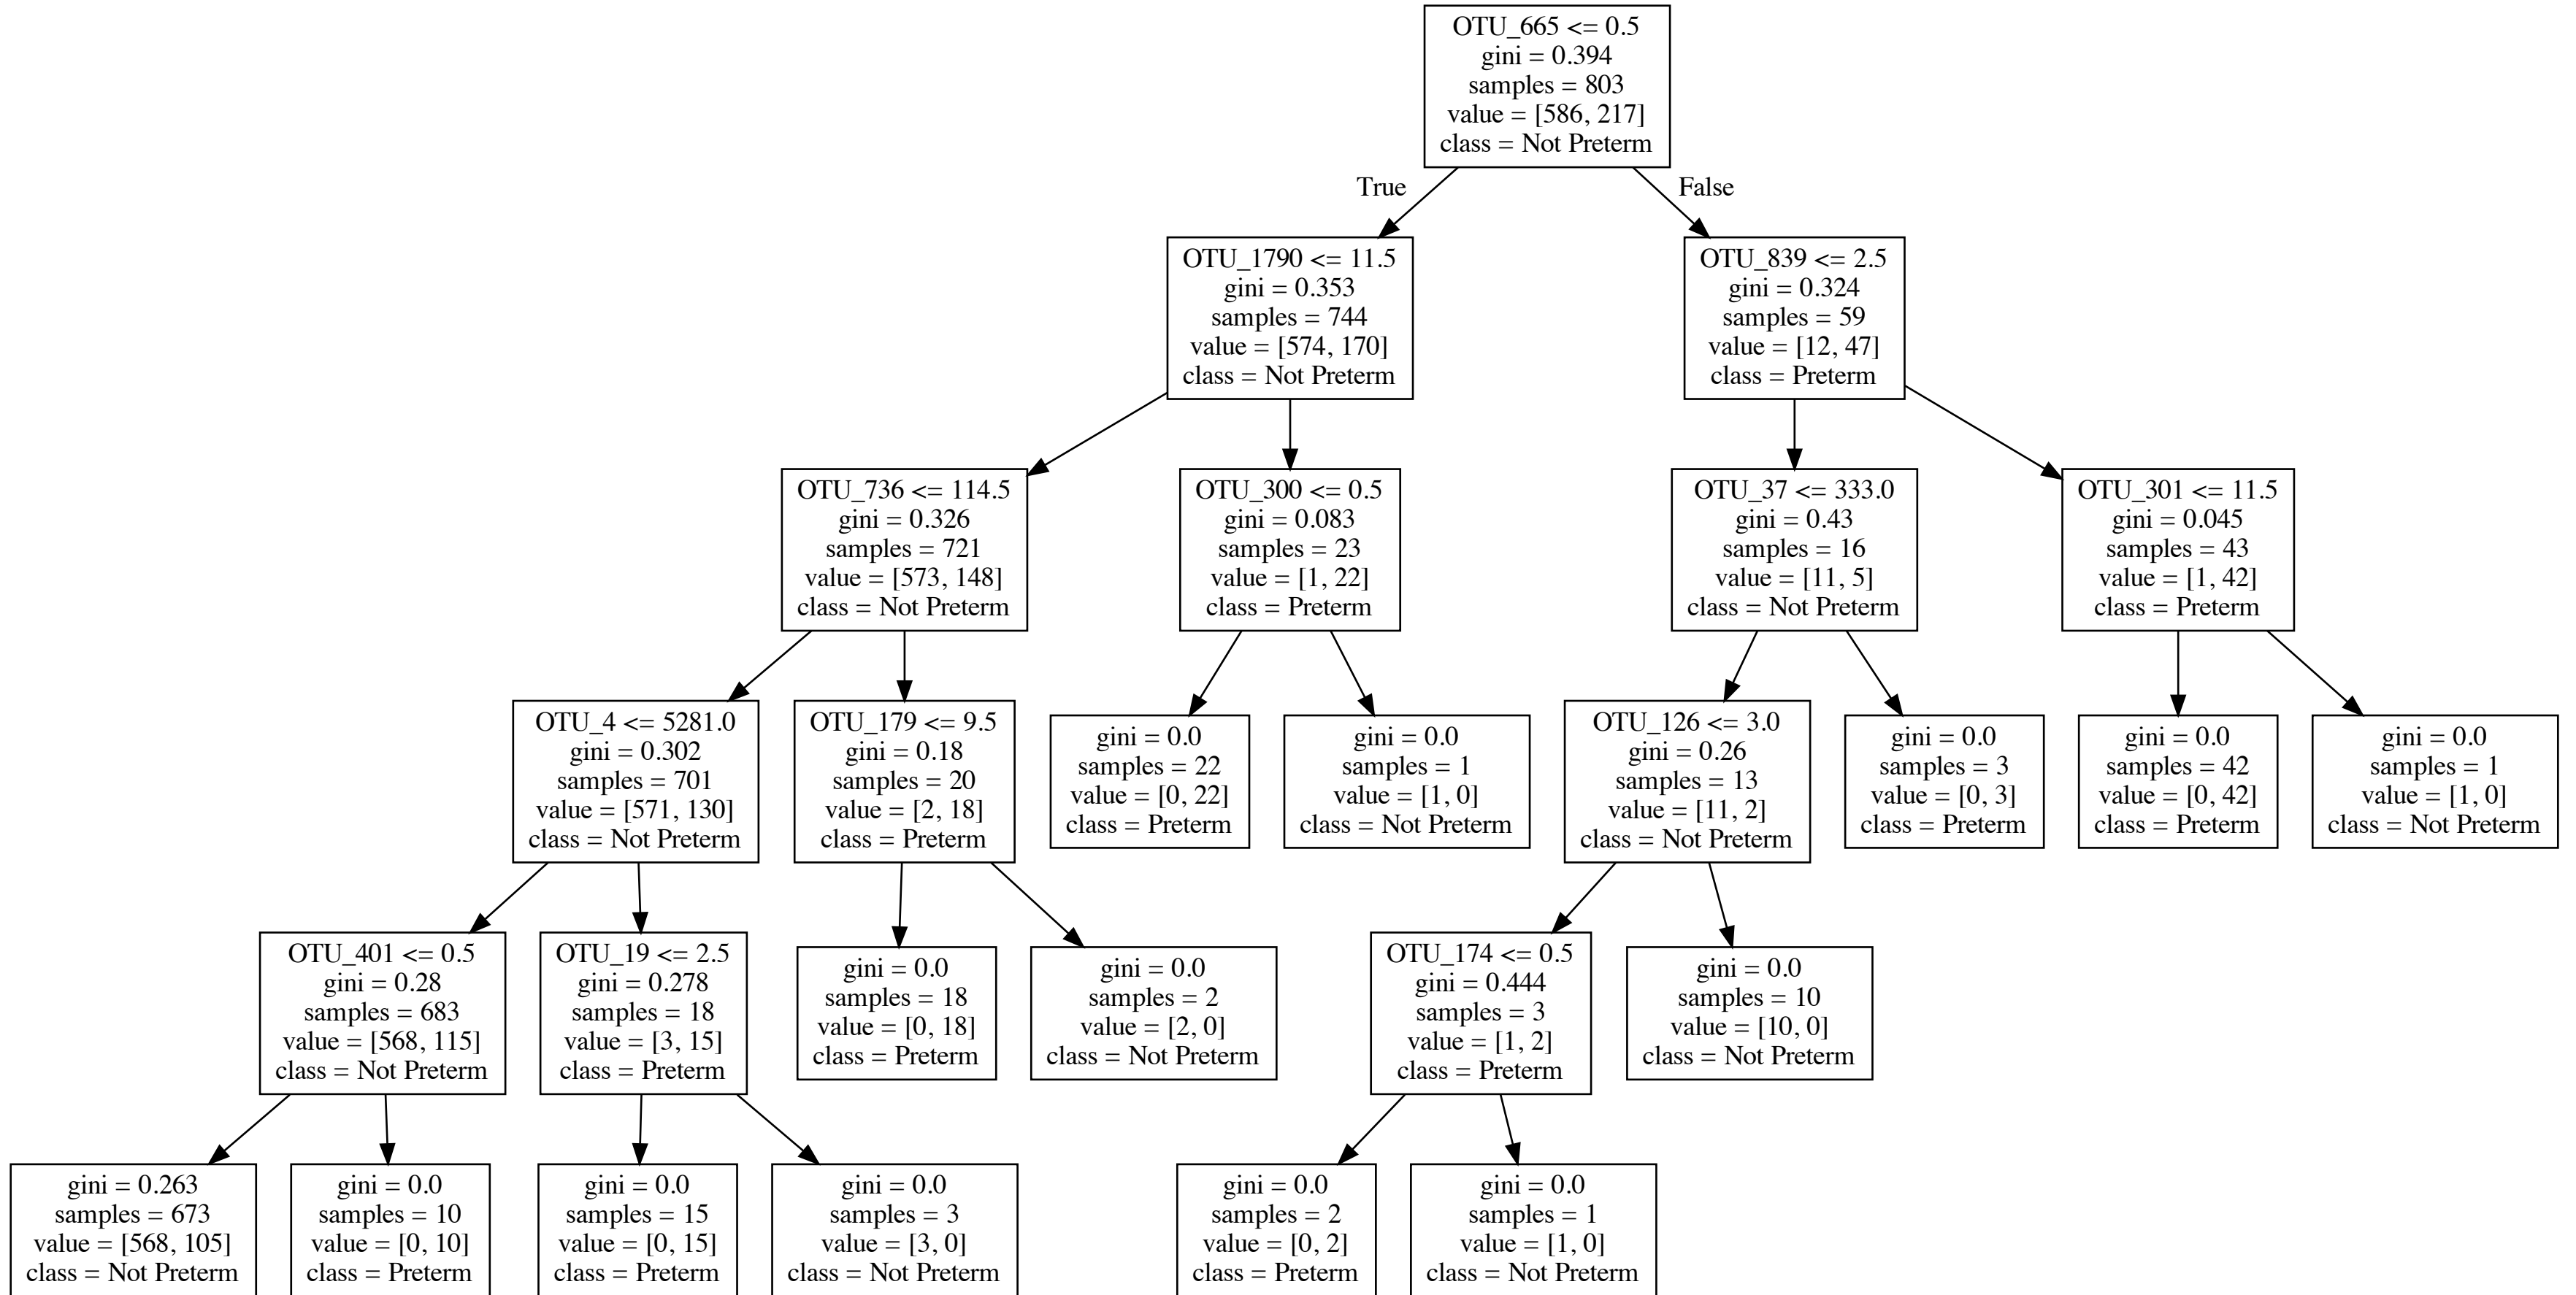 OTU_665 <= 0.5
gini = 0.394
samples = 803
value = [586, 217]
class = Not Preterm
True
False
OTU_1790 <= 11.5
gini = 0.353
samples = 744
value = [574, 170]
class = Not Preterm
OTU_839 <= 2.5
gini = 0.324
samples = 59
value = [12, 47]
class = Preterm
OTU_736 <= 114.5
gini = 0.326
samples = 721
value = [573, 148]
class = Not Preterm
OTU_300 <= 0.5
gini = 0.083
samples = 23
value = [1, 22]
class = Preterm
OTU_37 <= 333.0
gini = 0.43
samples = 16
value = [11, 5]
class = Not Preterm
OTU_301 <= 11.5
gini = 0.045
samples = 43
value = [1, 42]
class = Preterm
OTU_4 <= 5281.0
gini = 0.302
samples = 701
value = [571, 130]
class = Not Preterm
OTU_179 <= 9.5
gini = 0.18
samples = 20
value = [2, 18]
class = Preterm
gini = 0.0
samples = 22
value = [0, 22]
class = Preterm
gini = 0.0
samples = 1
value = [1, 0]
class = Not Preterm
OTU_126 <= 3.0
gini = 0.26
samples = 13
value = [11, 2]
class = Not Preterm
gini = 0.0
samples = 3
value = [0, 3]
class = Preterm
gini = 0.0
samples = 42
value = [0, 42]
class = Preterm
gini = 0.0
samples = 1
value = [1, 0]
class = Not Preterm
OTU_401 <= 0.5
gini = 0.28
samples = 683
value = [568, 115]
class = Not Preterm
OTU_19 <= 2.5
gini = 0.278
samples = 18
value = [3, 15]
class = Preterm
gini = 0.0
samples = 18
value = [0, 18]
class = Preterm
gini = 0.0
samples = 2
value = [2, 0]
class = Not Preterm
OTU_174 <= 0.5
gini = 0.444
samples = 3
value = [1, 2]
class = Preterm
gini = 0.0
samples = 10
value = [10, 0]
class = Not Preterm
gini = 0.263
samples = 673
value = [568, 105]
class = Not Preterm
gini = 0.0
samples = 10
value = [0, 10]
class = Preterm
gini = 0.0
samples = 15
value = [0, 15]
class = Preterm
gini = 0.0
samples = 3
value = [3, 0]
class = Not Preterm
gini = 0.0
samples = 2
value = [0, 2]
class = Preterm
gini = 0.0
samples = 1
value = [1, 0]
class = Not Preterm